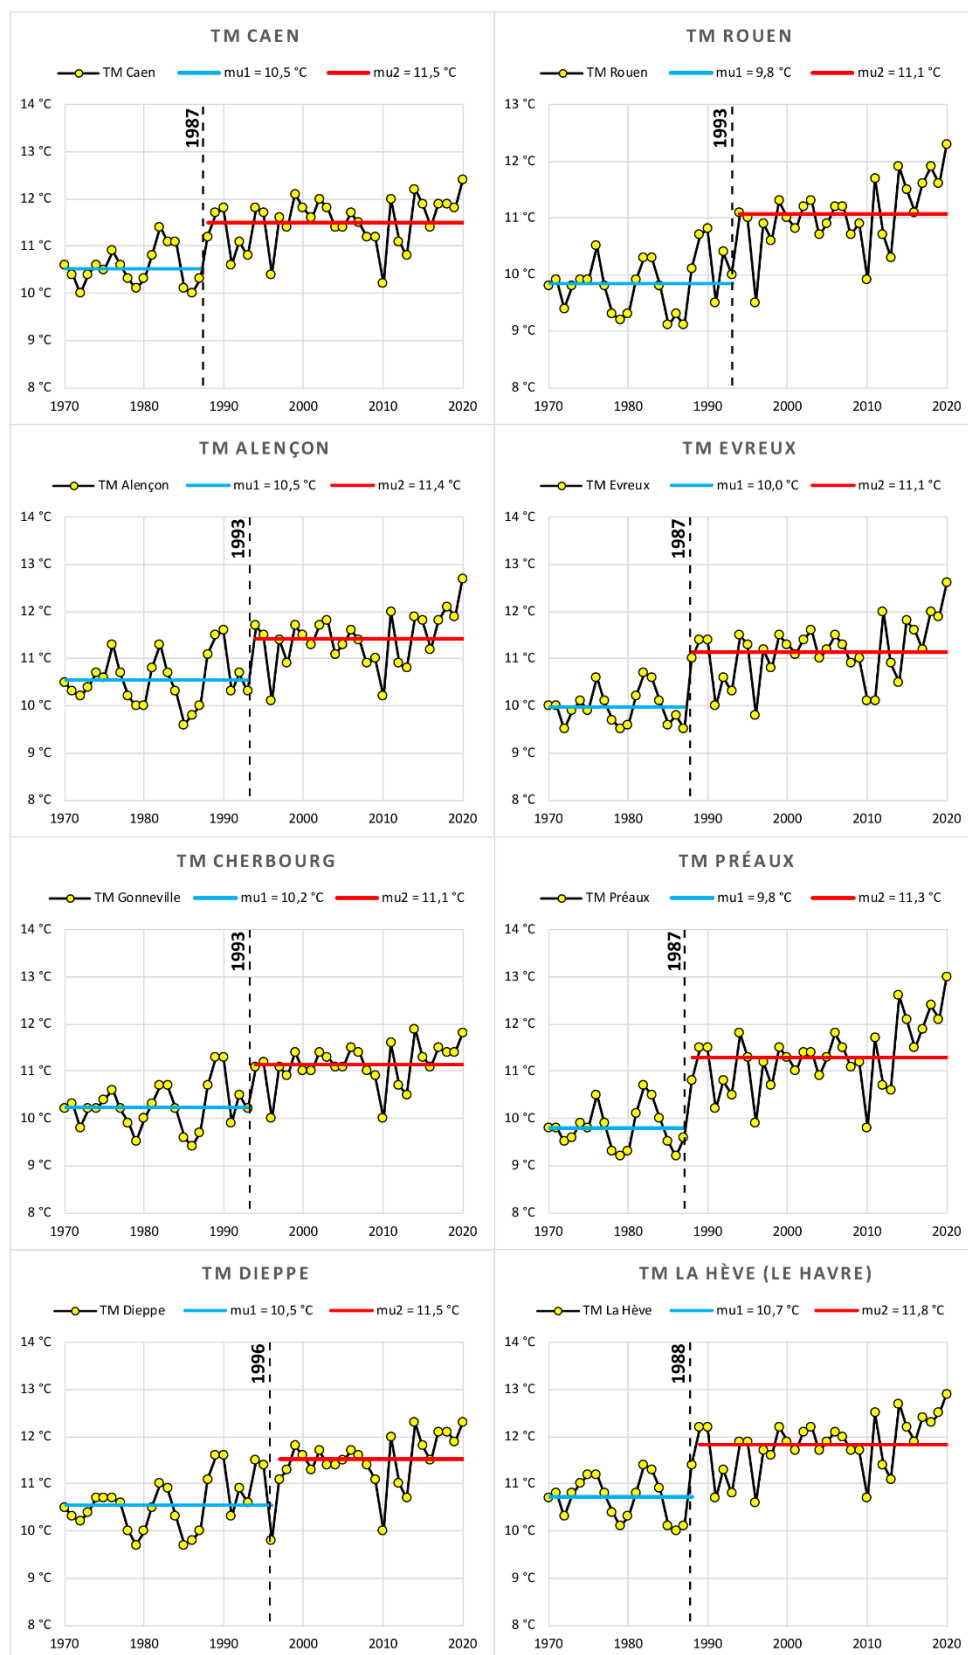 TM CAEN
TM Caen mu1 = 10,5 °C mu2 = 11,5 °C
1987
14 °C
13 °C
12 °C
11 °C
10 °C
9 °C
8 °C
1970 1980 1990 2000 2010 2020
TM ROUEN
TM Rouen mu1 = 9,8 °C mu2 = 11,1 °C
1993
13 °C
12 °C
11 °C
10 °C
9 °C
8 °C
1970 1980 1990 2000 2010 2020
TM ALENÇON
TM Alençon mu1 = 10,5 °C mu2 = 11,4 °C
1993
14 °C
13 °C
12 °C
11 °C
10 °C
9 °C
8 °C
1970 1980 1990 2000 2010 2020
TM EVREUX
TM Evreux mu1 = 10,0 °C mu2 = 11,1 °C
1987
14 °C
13 °C
12 °C
11 °C
10 °C
9 °C
8 °C
1970 1980 1990 2000 2010 2020
TM CHERBOURG
TM Gonneville mu1 = 10,2 °C mu2 = 11,1 °C
1993
14 °C
13 °C
12 °C
11 °C
10 °C
9 °C
8 °C
1970 1980 1990 2000 2010 2020
TM PRÉAUX
TM Préaux mu1 = 9,8 °C mu2 = 11,3 °C
1987
14 °C
13 °C
12 °C
11 °C
10 °C
9 °C
8 °C
1970 1980 1990 2000 2010 2020
TM DIEPPE
TM Dieppe mu1 = 10,5 °C mu2 = 11,5 °C
1996
14 °C
13 °C
12 °C
11 °C
10 °C
9 °C
8 °C
1970 1980 1990 2000 2010 2020
TM LA HÈVE (LE HAVRE)
TM La Hève mu1 = 10,7 °C mu2 = 11,8 °C
1988
14 °C
13 °C
12 °C
11 °C
10 °C
9 °C
8 °C
1970 1980 1990 2000 2010 2020